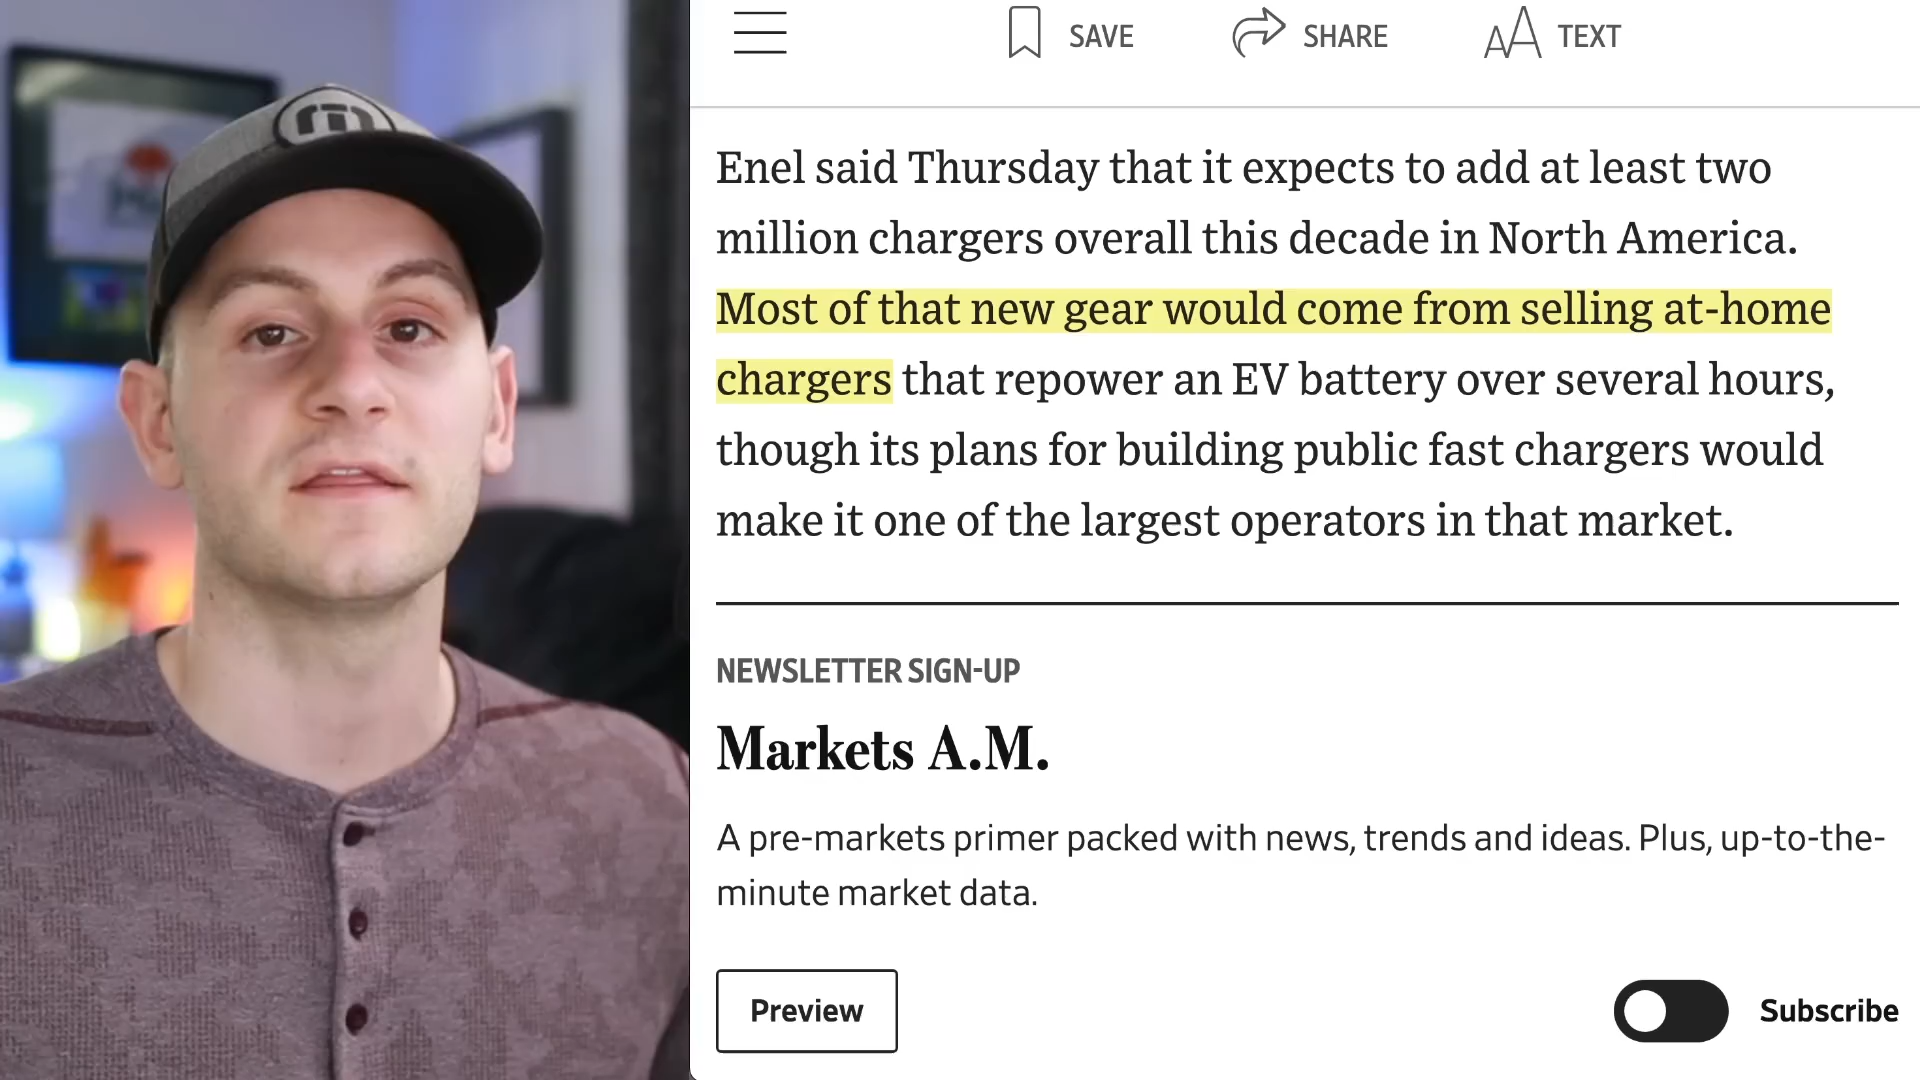 SAVE SHARE TEXT
Enel said Thursday that it expects to add at least two
million chargers overall this decade in North America.
Most of that new gear would come from selling at-home
chargers that repower an EV battery over several hours,
though its plans for building public fast chargers would
make it one of the largest operators in that market.
NEWSLETTER SIGN-UP
Markets A.M.
A pre-markets primer packed with news, trends and ideas. Plus, up-to-the-
minute market data.
Preview
Subscribe